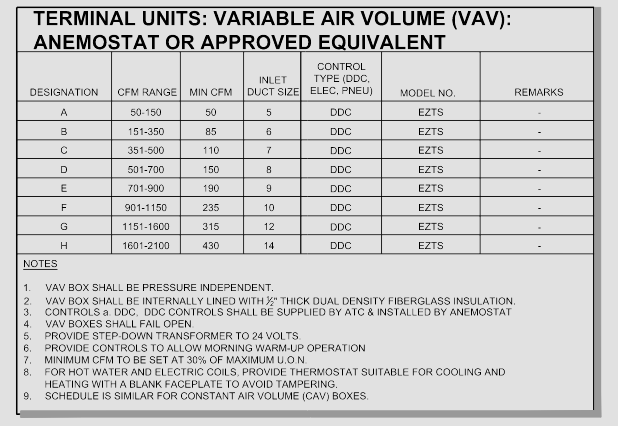 TERMINAL UNITS: VARIABLE AIR VOLUME (VAV):
ANEMOSTAT OR APPROVED EQUIVALENT
DESIGNATION CFM RANGE MIN CFM INLET DUCT SIZE CONTROL TYPE (DDC, ELEC, PNEU) MODEL NO. REMARKS
A 50-150 50 5 DDC EZTS -
B 151-350 85 6 DDC EZTS -
C 351-500 110 7 DDC EZTS -
D 501-700 150 8 DDC EZTS -
E 701-900 190 9 DDC EZTS -
F 901-1150 235 10 DDC EZTS -
G 1151-1600 315 12 DDC EZTS -
H 1601-2100 430 14 DDC EZTS -
NOTES
1. VAV BOX SHALL BE PRESSURE INDEPENDENT.
2. VAV BOX SHALL BE INTERNALLY LINED WITH ½" THICK DUAL DENSITY FIBERGLASS INSULATION.
3. CONTROLS a. DDC, DDC CONTROLS SHALL BE SUPPLIED BY ATC & INSTALLED BY ANEMOSTAT
4. VAV BOXES SHALL FAIL OPEN.
5. PROVIDE STEP-DOWN TRANSFORMER TO 24 VOLTS.
6. PROVIDE CONTROLS TO ALLOW MORNING WARM-UP OPERATION
7. MINIMUM CFM TO BE SET AT 30% OF MAXIMUM U.O.N.
8. FOR HOT WATER AND ELECTRIC COILS, PROVIDE THERMOSTAT SUITABLE FOR COOLING AND
HEATING WITH A BLANK FACEPLATE TO AVOID TAMPERING.
9. SCHEDULE IS SIMILAR FOR CONSTANT AIR VOLUME (CAV) BOXES.